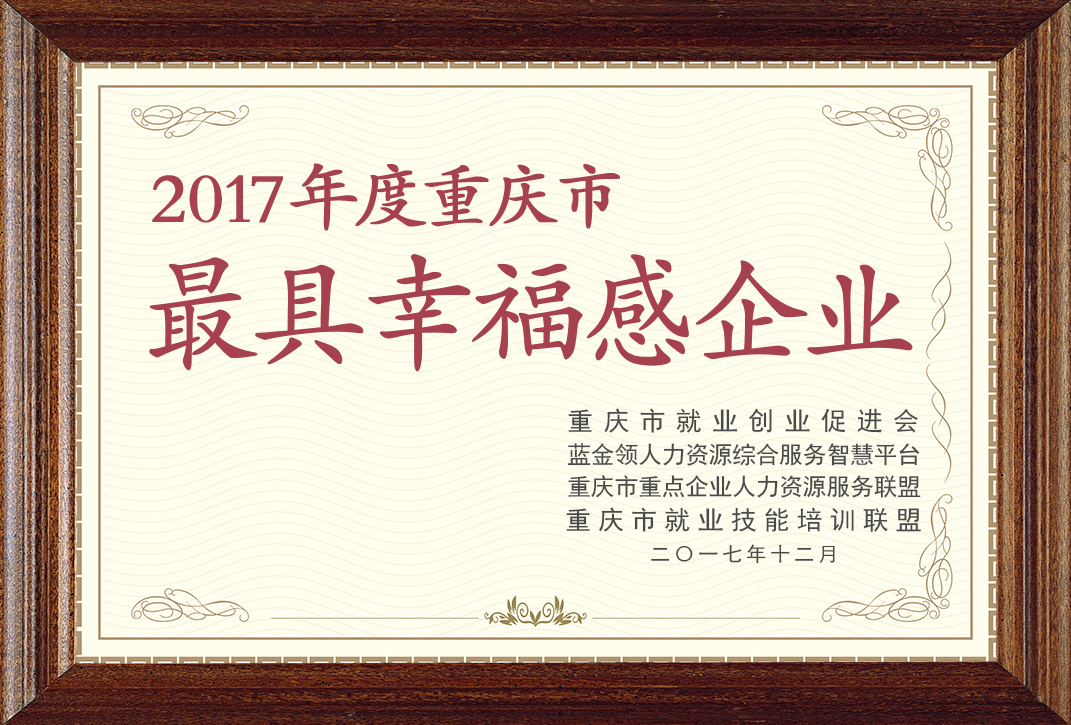 2017年度重庆市
最具幸福感企业
重庆市就业创业促进会
蓝金领人力资源综合服务智慧平台
重庆市重点企业人力资源服务联盟
重庆市就业技能培训联盟
二〇一七年十二月